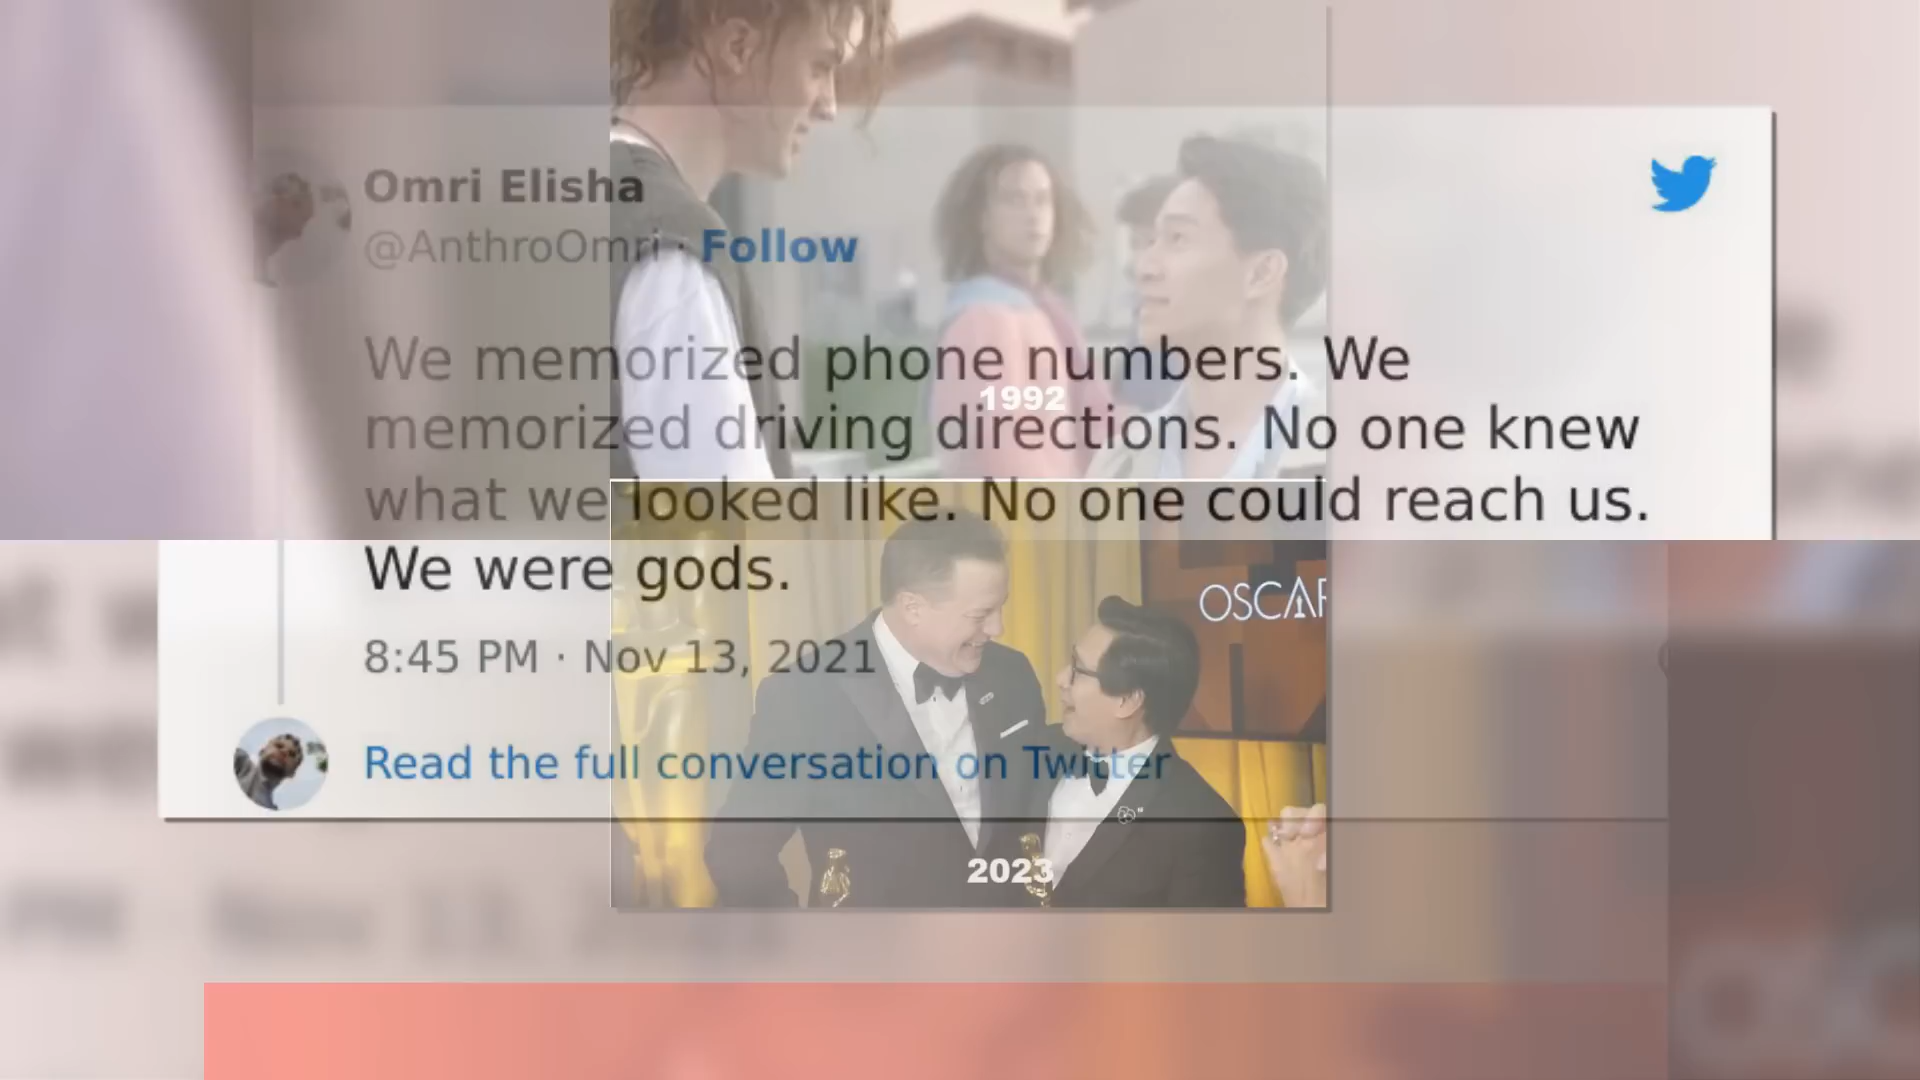 Omri Elisha
@AnthroOmri · Follow
We memorized phone numbers. We
memorized driving directions. No one knew
what we looked like. No one could reach us.
We were gods.
8:45 PM · Nov 13, 2021
Read the full conversation on Twitter
1992
OSCAR
2023